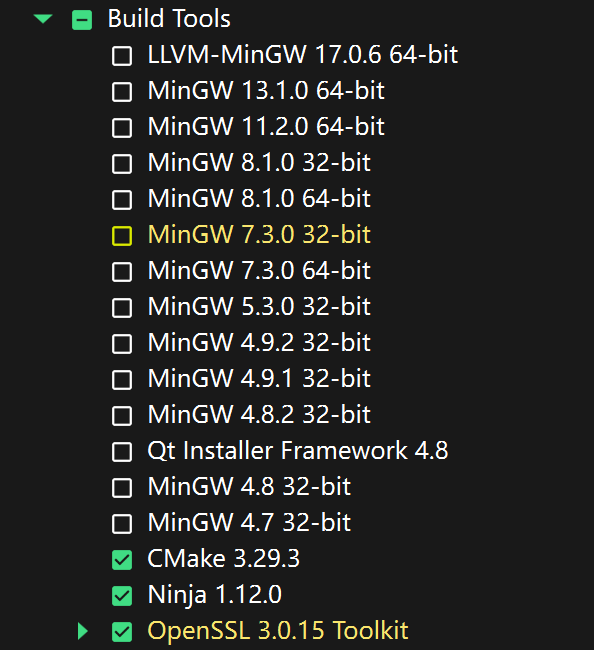 Build Tools
LLVM-MinGW 17.0.6 64-bit
MinGW 13.1.0 64-bit
MinGW 11.2.0 64-bit
MinGW 8.1.0 32-bit
MinGW 8.1.0 64-bit
MinGW 7.3.0 32-bit
MinGW 7.3.0 64-bit
MinGW 5.3.0 32-bit
MinGW 4.9.2 32-bit
MinGW 4.9.1 32-bit
MinGW 4.8.2 32-bit
Qt Installer Framework 4.8
MinGW 4.8 32-bit
MinGW 4.7 32-bit
CMake 3.29.3
Ninja 1.12.0
OpenSSL 3.0.15 Toolkit